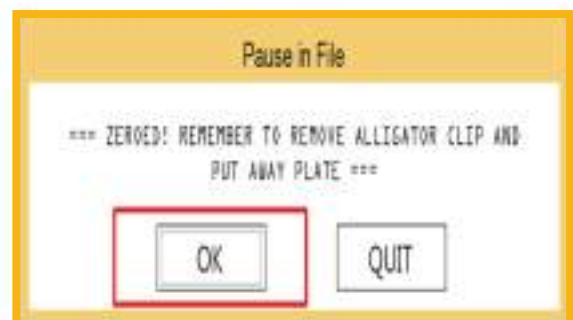 Pause in File
=== ZEROED! REMEMBER TO REMOVE ALLIGATOR CLIP AND
PUT AWAY PLATE ===
OK QUIT